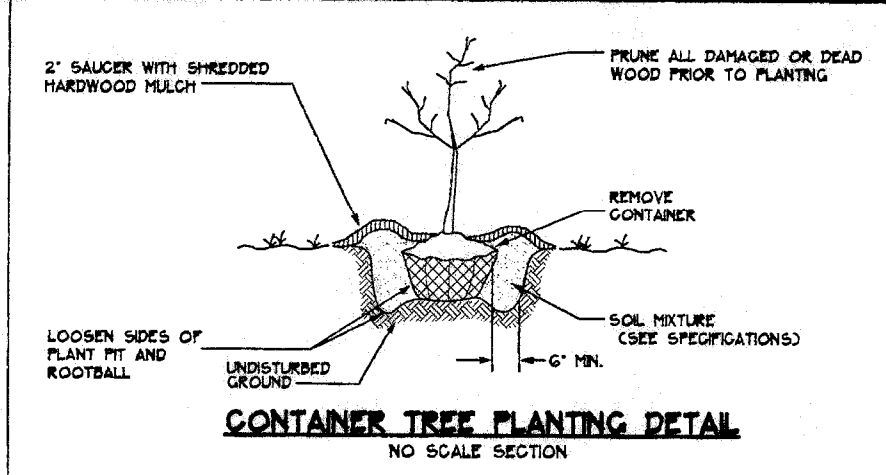 2" SAUCER WITH SHREDDED
HARDWOOD MULCH
PRUNE ALL DAMAGED OR DEAD
WOOD PRIOR TO PLANTING
REMOVE
CONTAINER
LOOSEN SIDES OF
PLANT PIT AND
ROOTBALL
UNDISTURBED
GROUND
SOIL MIXTURE
(SEE SPECIFICATIONS)
6" MIN.
CONTAINER TREE PLANTING DETAIL
NO SCALE SECTION